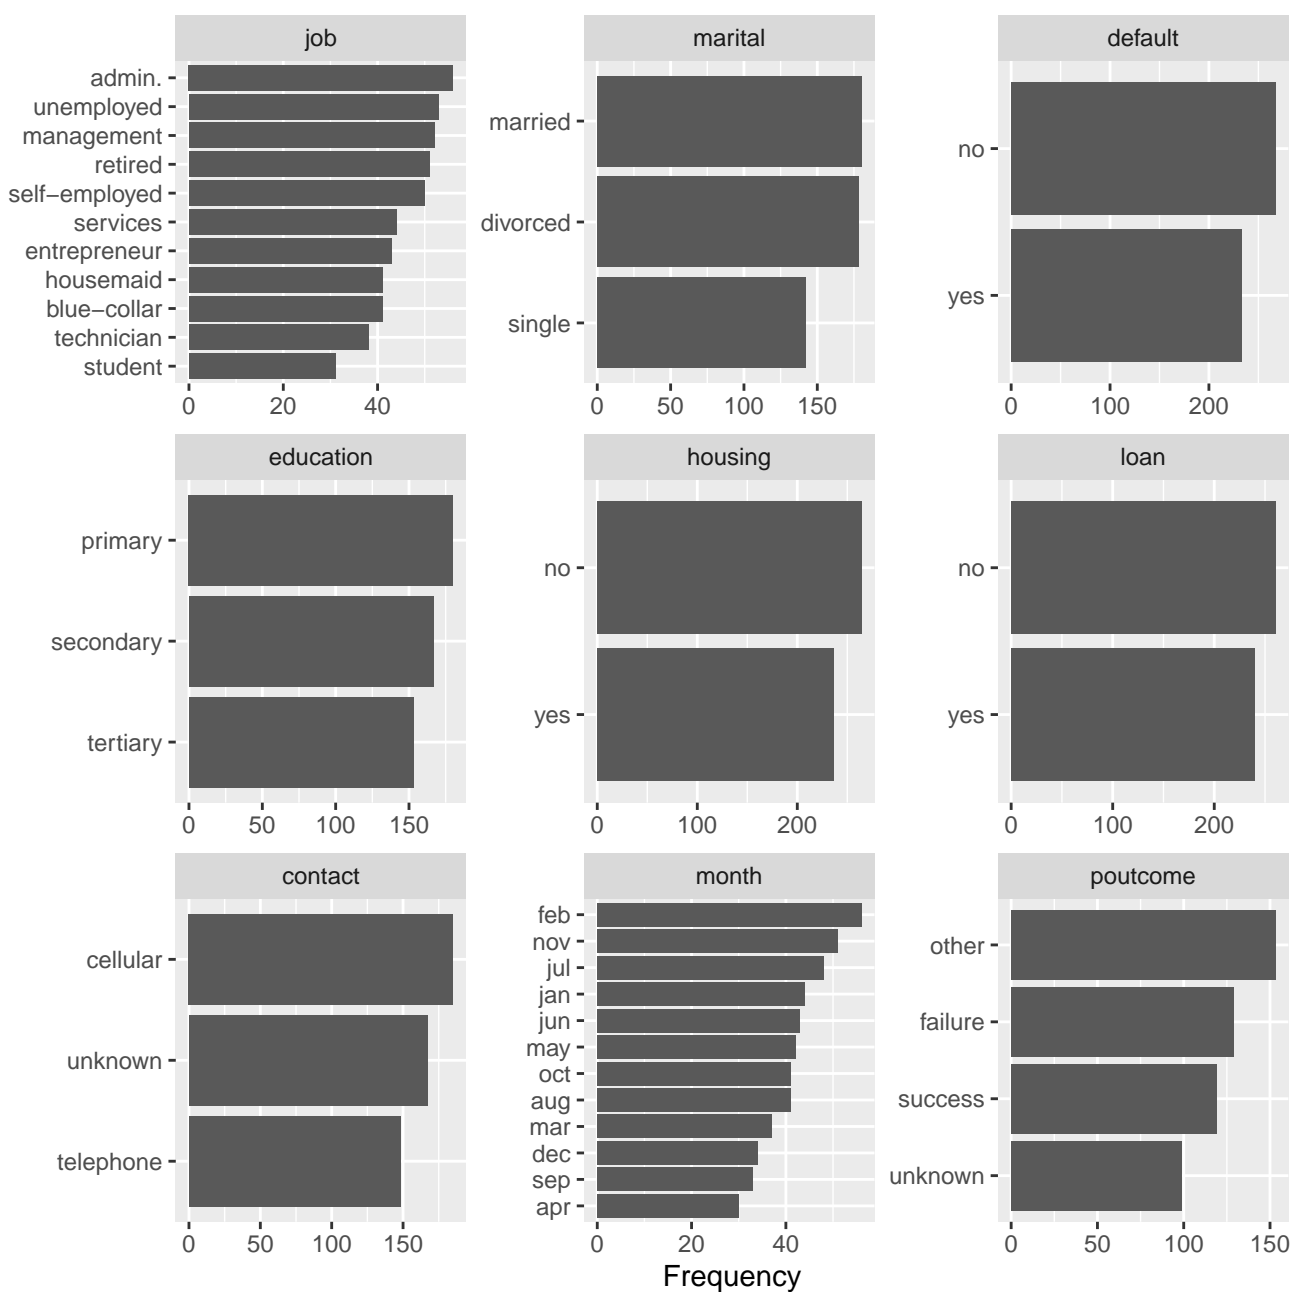 job
admin.
unemployed
management
retired
self−employed
services
entrepreneur
housemaid
blue−collar
technician
student
0 20 40
marital
married
divorced
single
0 50 100 150
default
no
yes
0 100 200
education
primary
secondary
tertiary
0 50 100 150
housing
no
yes
0 100 200
loan
no
yes
0 100 200
contact
cellular
unknown
telephone
0 50 100 150
month
feb
nov
jul
jan
jun
may
oct
aug
mar
dec
sep
apr
0 20 40
poutcome
other
failure
success
unknown
0 50 100 150
Frequency